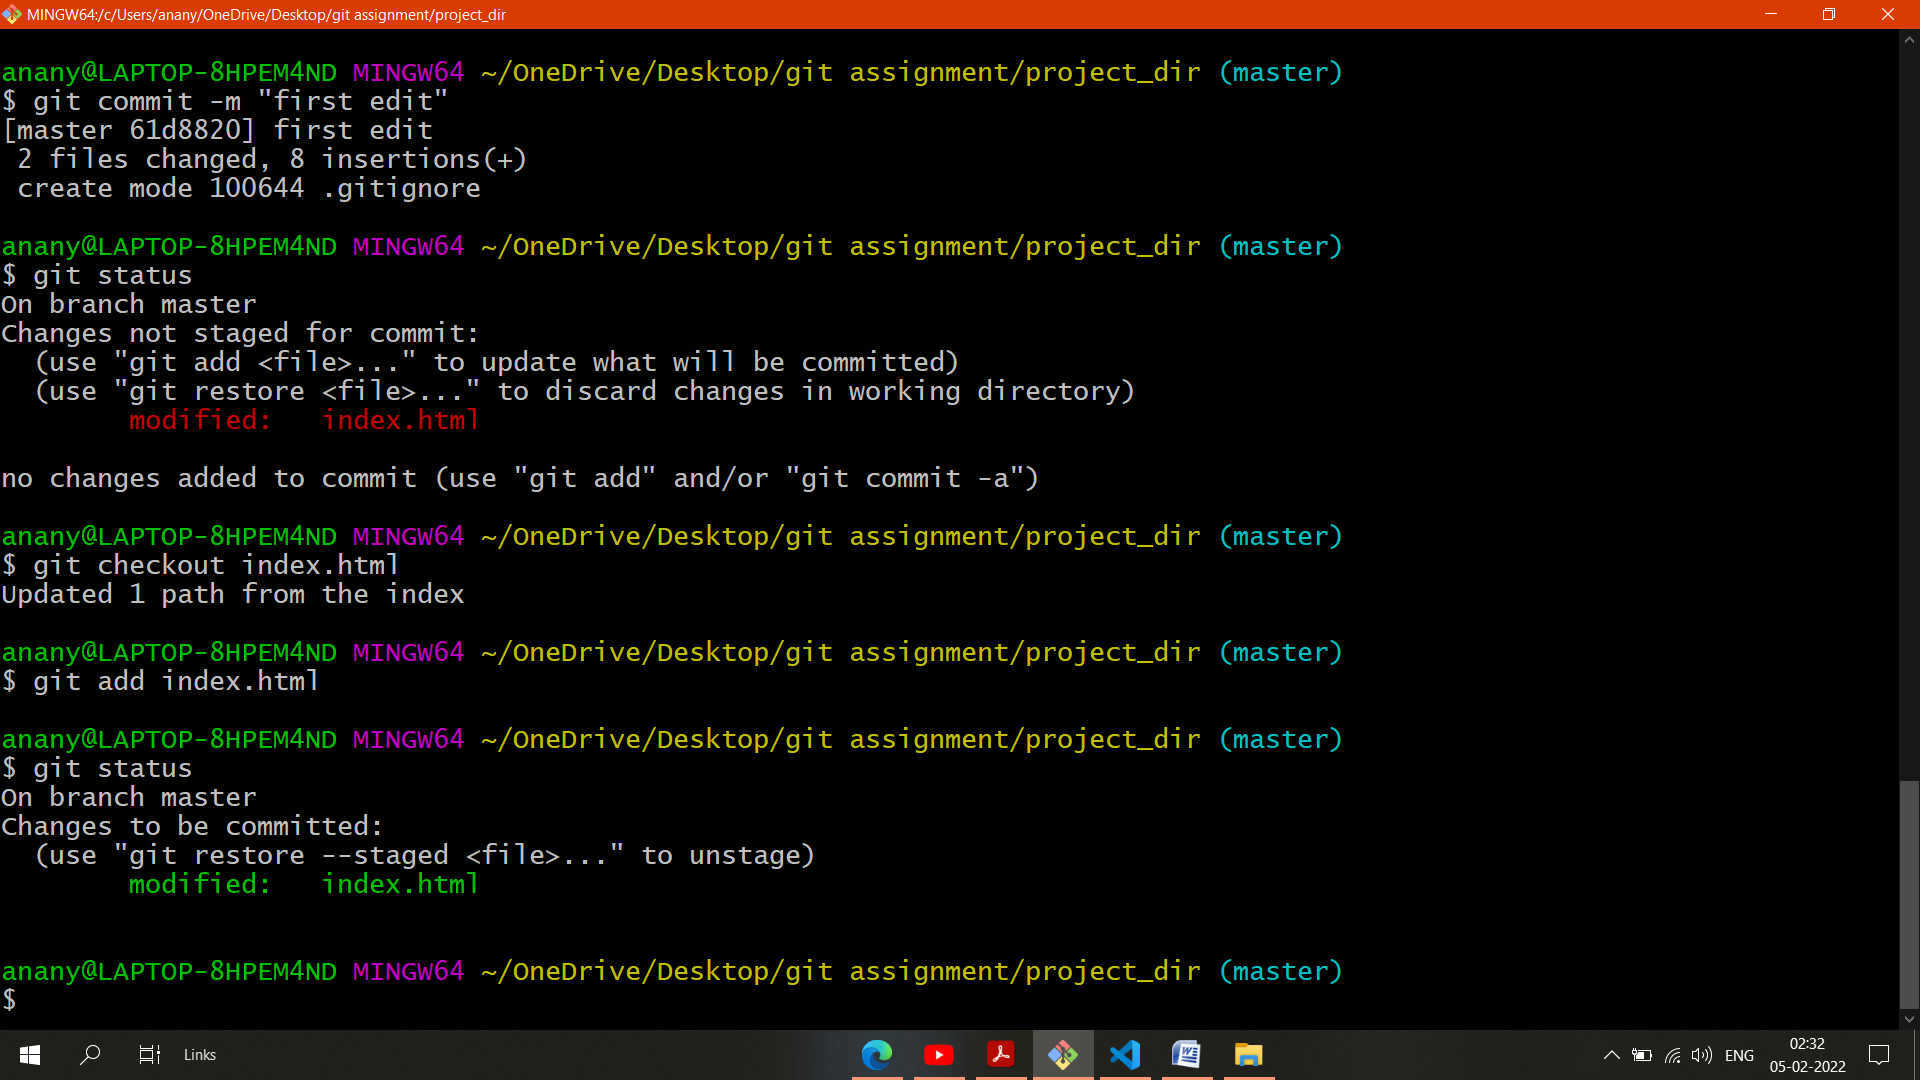 MINGW64:/c/Users/anany/OneDrive/Desktop/git assignment/project_dir
anany@LAPTOP-8HPEM4ND MINGW64 ~/OneDrive/Desktop/git assignment/project_dir (master)
$ git commit -m "first edit"
[master 61d8820] first edit
 2 files changed, 8 insertions(+)
 create mode 100644 .gitignore
anany@LAPTOP-8HPEM4ND MINGW64 ~/OneDrive/Desktop/git assignment/project_dir (master)
$ git status
On branch master
Changes not staged for commit:
  (use "git add <file>..." to update what will be committed)
  (use "git restore <file>..." to discard changes in working directory)
        modified:   index.html
no changes added to commit (use "git add" and/or "git commit -a")
anany@LAPTOP-8HPEM4ND MINGW64 ~/OneDrive/Desktop/git assignment/project_dir (master)
$ git checkout index.html
Updated 1 path from the index
anany@LAPTOP-8HPEM4ND MINGW64 ~/OneDrive/Desktop/git assignment/project_dir (master)
$ git add index.html
anany@LAPTOP-8HPEM4ND MINGW64 ~/OneDrive/Desktop/git assignment/project_dir (master)
$ git status
On branch master
Changes to be committed:
  (use "git restore --staged <file>..." to unstage)
        modified:   index.html
anany@LAPTOP-8HPEM4ND MINGW64 ~/OneDrive/Desktop/git assignment/project_dir (master)
$
Links
ENG
02:32
05-02-2022